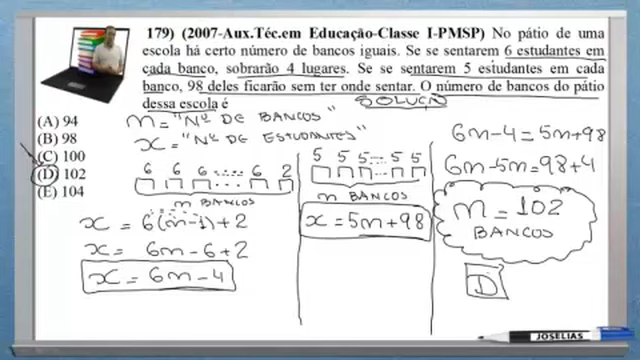 179) (2007-Aux.Téc.em Educação-Classe I-PMSP) No pátio de uma
escola há certo número de bancos iguais. Se se sentarem 6 estudantes em
cada banco, sobrarão 4 lugares. Se se sentarem 5 estudantes em cada
banco, 98 deles ficarão sem ter onde sentar. O número de bancos do pátio
dessa escola é
SOLUÇÃO
(A) 94
(B) 98
(C) 100
(D) 102
(E) 104
m = "Nº DE BANCOS"
x = "Nº DE ESTUDANTES"
6 6 6 ..... 6 2
m BANCOS
x = 6(m-1)+2
x = 6m-6+2
x = 6m-4
5 5 5 ... 5 5
m BANCOS
x = 5m+98
6m-4=5m+98
6m-5m=98+4
m = 102
BANCOS
D
JOSELIAS